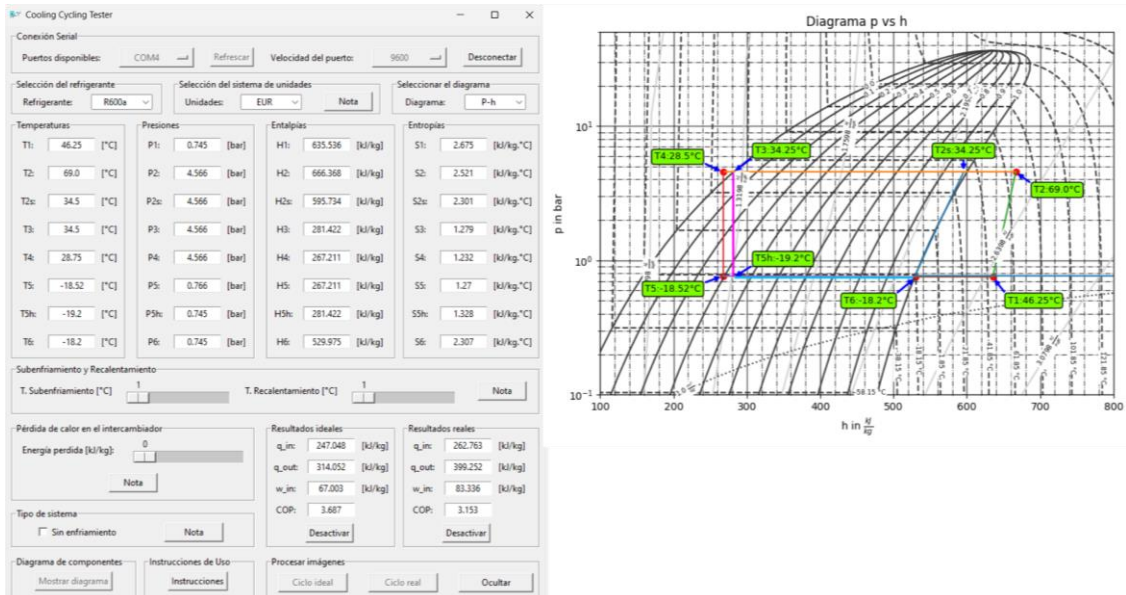 Cooling Cycling Tester
Conexión Serial
Puertos disponibles: COM4 Refrescar Velocidad del puerto: 9600 Desconectar
Selección del refrigerante Selección del sistema de unidades Seleccionar el diagrama
Refrigerante: R600a Unidades: EUR Nota Diagrama: P-h
Temperaturas Presiones Entalpías Entropías
T1: 46.25 [°C] P1: 0.745 [bar] H1: 635.536 [kJ/kg] S1: 2.675 [kJ/kg.°C]
T2: 69.0 [°C] P2: 4.566 [bar] H2: 666.368 [kJ/kg] S2: 2.521 [kJ/kg.°C]
T2s: 34.5 [°C] P2s: 4.566 [bar] H2s: 595.734 [kJ/kg] S2s: 2.301 [kJ/kg.°C]
T3: 34.5 [°C] P3: 4.566 [bar] H3: 281.422 [kJ/kg] S3: 1.279 [kJ/kg.°C]
T4: 28.75 [°C] P4: 4.566 [bar] H4: 267.211 [kJ/kg] S4: 1.232 [kJ/kg.°C]
T5: -18.52 [°C] P5: 0.766 [bar] H5: 267.211 [kJ/kg] S5: 1.27 [kJ/kg.°C]
T5h: -19.2 [°C] P5h: 0.745 [bar] H5h: 281.422 [kJ/kg] S5h: 1.328 [kJ/kg.°C]
T6: -18.2 [°C] P6: 0.745 [bar] H6: 529.975 [kJ/kg] S6: 2.307 [kJ/kg.°C]
Subenfriamiento y Recalentamiento
T. Subenfriamiento [°C] 1 T. Recalentamiento [°C] 1 Nota
Pérdida de calor en el intercambiador Resultados ideales Resultados reales
Energía perdida [kJ/kg]: 0 q_in: 247.048 [kJ/kg] q_in: 262.763 [kJ/kg]
q_out: 314.052 [kJ/kg] q_out: 399.252 [kJ/kg]
Nota w_in: 67.003 [kJ/kg] w_in: 83.336 [kJ/kg]
COP: 3.687 COP: 3.153
Tipo de sistema
Sin enfriamiento Nota Desactivar Desactivar
Diagrama de componentes Instrucciones de Uso Procesar imágenes
Mostrar diagrama Instrucciones Ciclo ideal Ciclo real Ocultar
Diagrama p vs h
p in bar
10¹
10⁰
10⁻¹
T4:28.5°C T3:34.25°C T2s:34.25°C
T2:69.0°C
T5h:-19.2°C
T5:-18.52°C T6:-18.2°C T1:46.25°C
-58.15 °C
100 200 300 400 500 600 700 800
h in kJ/kg